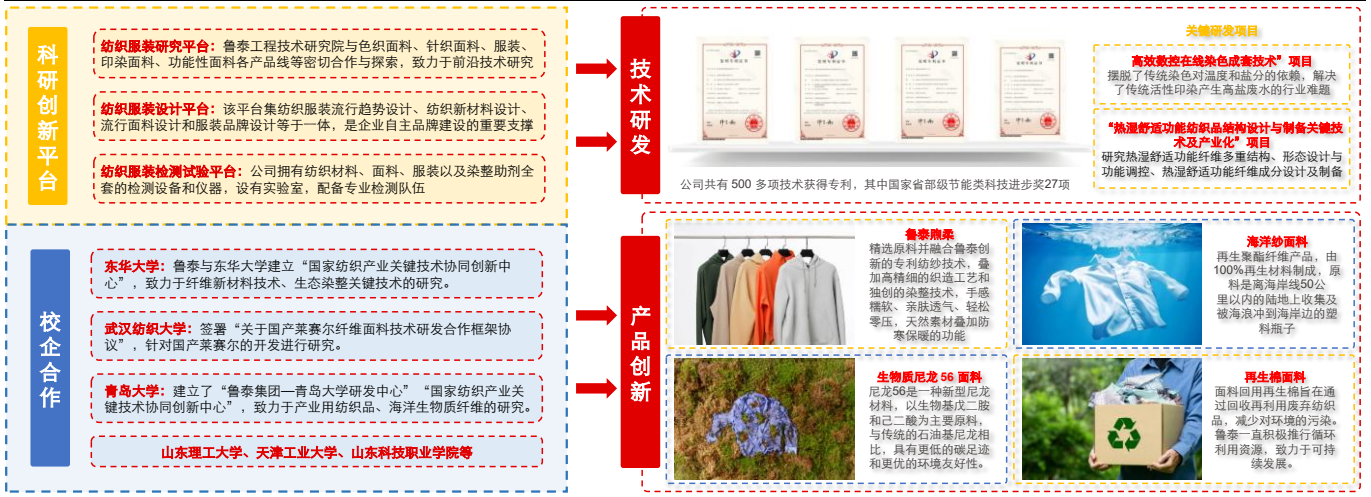 科研创新平台
纺织服装研究平台：鲁泰工程技术研究院与色织面料、针织面料、服装、
印染面料、功能性面料各产品线等密切合作与探索，致力于前沿技术研究
纺织服装设计平台：该平台集纺织服装流行趋势设计、纺织新材料设计、
流行面料设计和服装品牌设计等于一体，是企业自主品牌建设的重要支撑
纺织服装检测试验平台：公司拥有纺织材料、面料、服装以及染整助剂全
套的检测设备和仪器，设有实验室，配备专业检测队伍
校企合作
东华大学：鲁泰与东华大学建立“国家纺织产业关键技术协同创新中
心”，致力于纤维新材料技术、生态染整关键技术的研究。
武汉纺织大学：签署“关于国产莱赛尔纤维面料技术研发合作框架协
议”，针对国产莱赛尔的开发进行研究。
青岛大学：建立了“鲁泰集团—青岛大学研发中心”“国家纺织产业关
键技术协同创新中心”，致力于产业用纺织品、海洋生物质纤维的研究。
山东理工大学、天津工业大学、山东科技职业学院等
技术研发
公司共有 500 多项技术获得专利，其中国家省部级节能类科技进步奖27项
关键研发项目
高效数控在线染色成套技术”项目
摆脱了传统染色对温度和盐分的依赖，解决
了传统活性印染产生高盐废水的行业难题
“热湿舒适功能纺织品结构设计与制备关键技
术及产业化”项目
研究热湿舒适功能纤维多重结构、形态设计与
功能调控、热湿舒适功能纤维成分设计及制备
产品创新
鲁泰煦柔
精选原料并融合鲁泰创
新的专利纺纱技术，叠
加高精细的织造工艺和
独创的染整技术，手感
糯软、亲肤透气、轻松
零压，天然素材叠加防
寒保暖的功能
海洋纱面料
再生聚酯纤维产品，由
100%再生材料制成，原
料是离海岸线50公
里以内的陆地上收集及
被海浪冲到海岸边的塑
料瓶子
生物质尼龙 56 面料
尼龙56是一种新型尼龙
材料，以生物基戊二胺
和己二酸为主要原料，
与传统的石油基尼龙相
比，具有更低的碳足迹
和更优的环境友好性。
再生棉面料
面料回用再生棉旨在通
过回收再利用废弃纺织
品，减少对环境的污染。
鲁泰一直积极推行循环
利用资源，致力于可持
续发展。